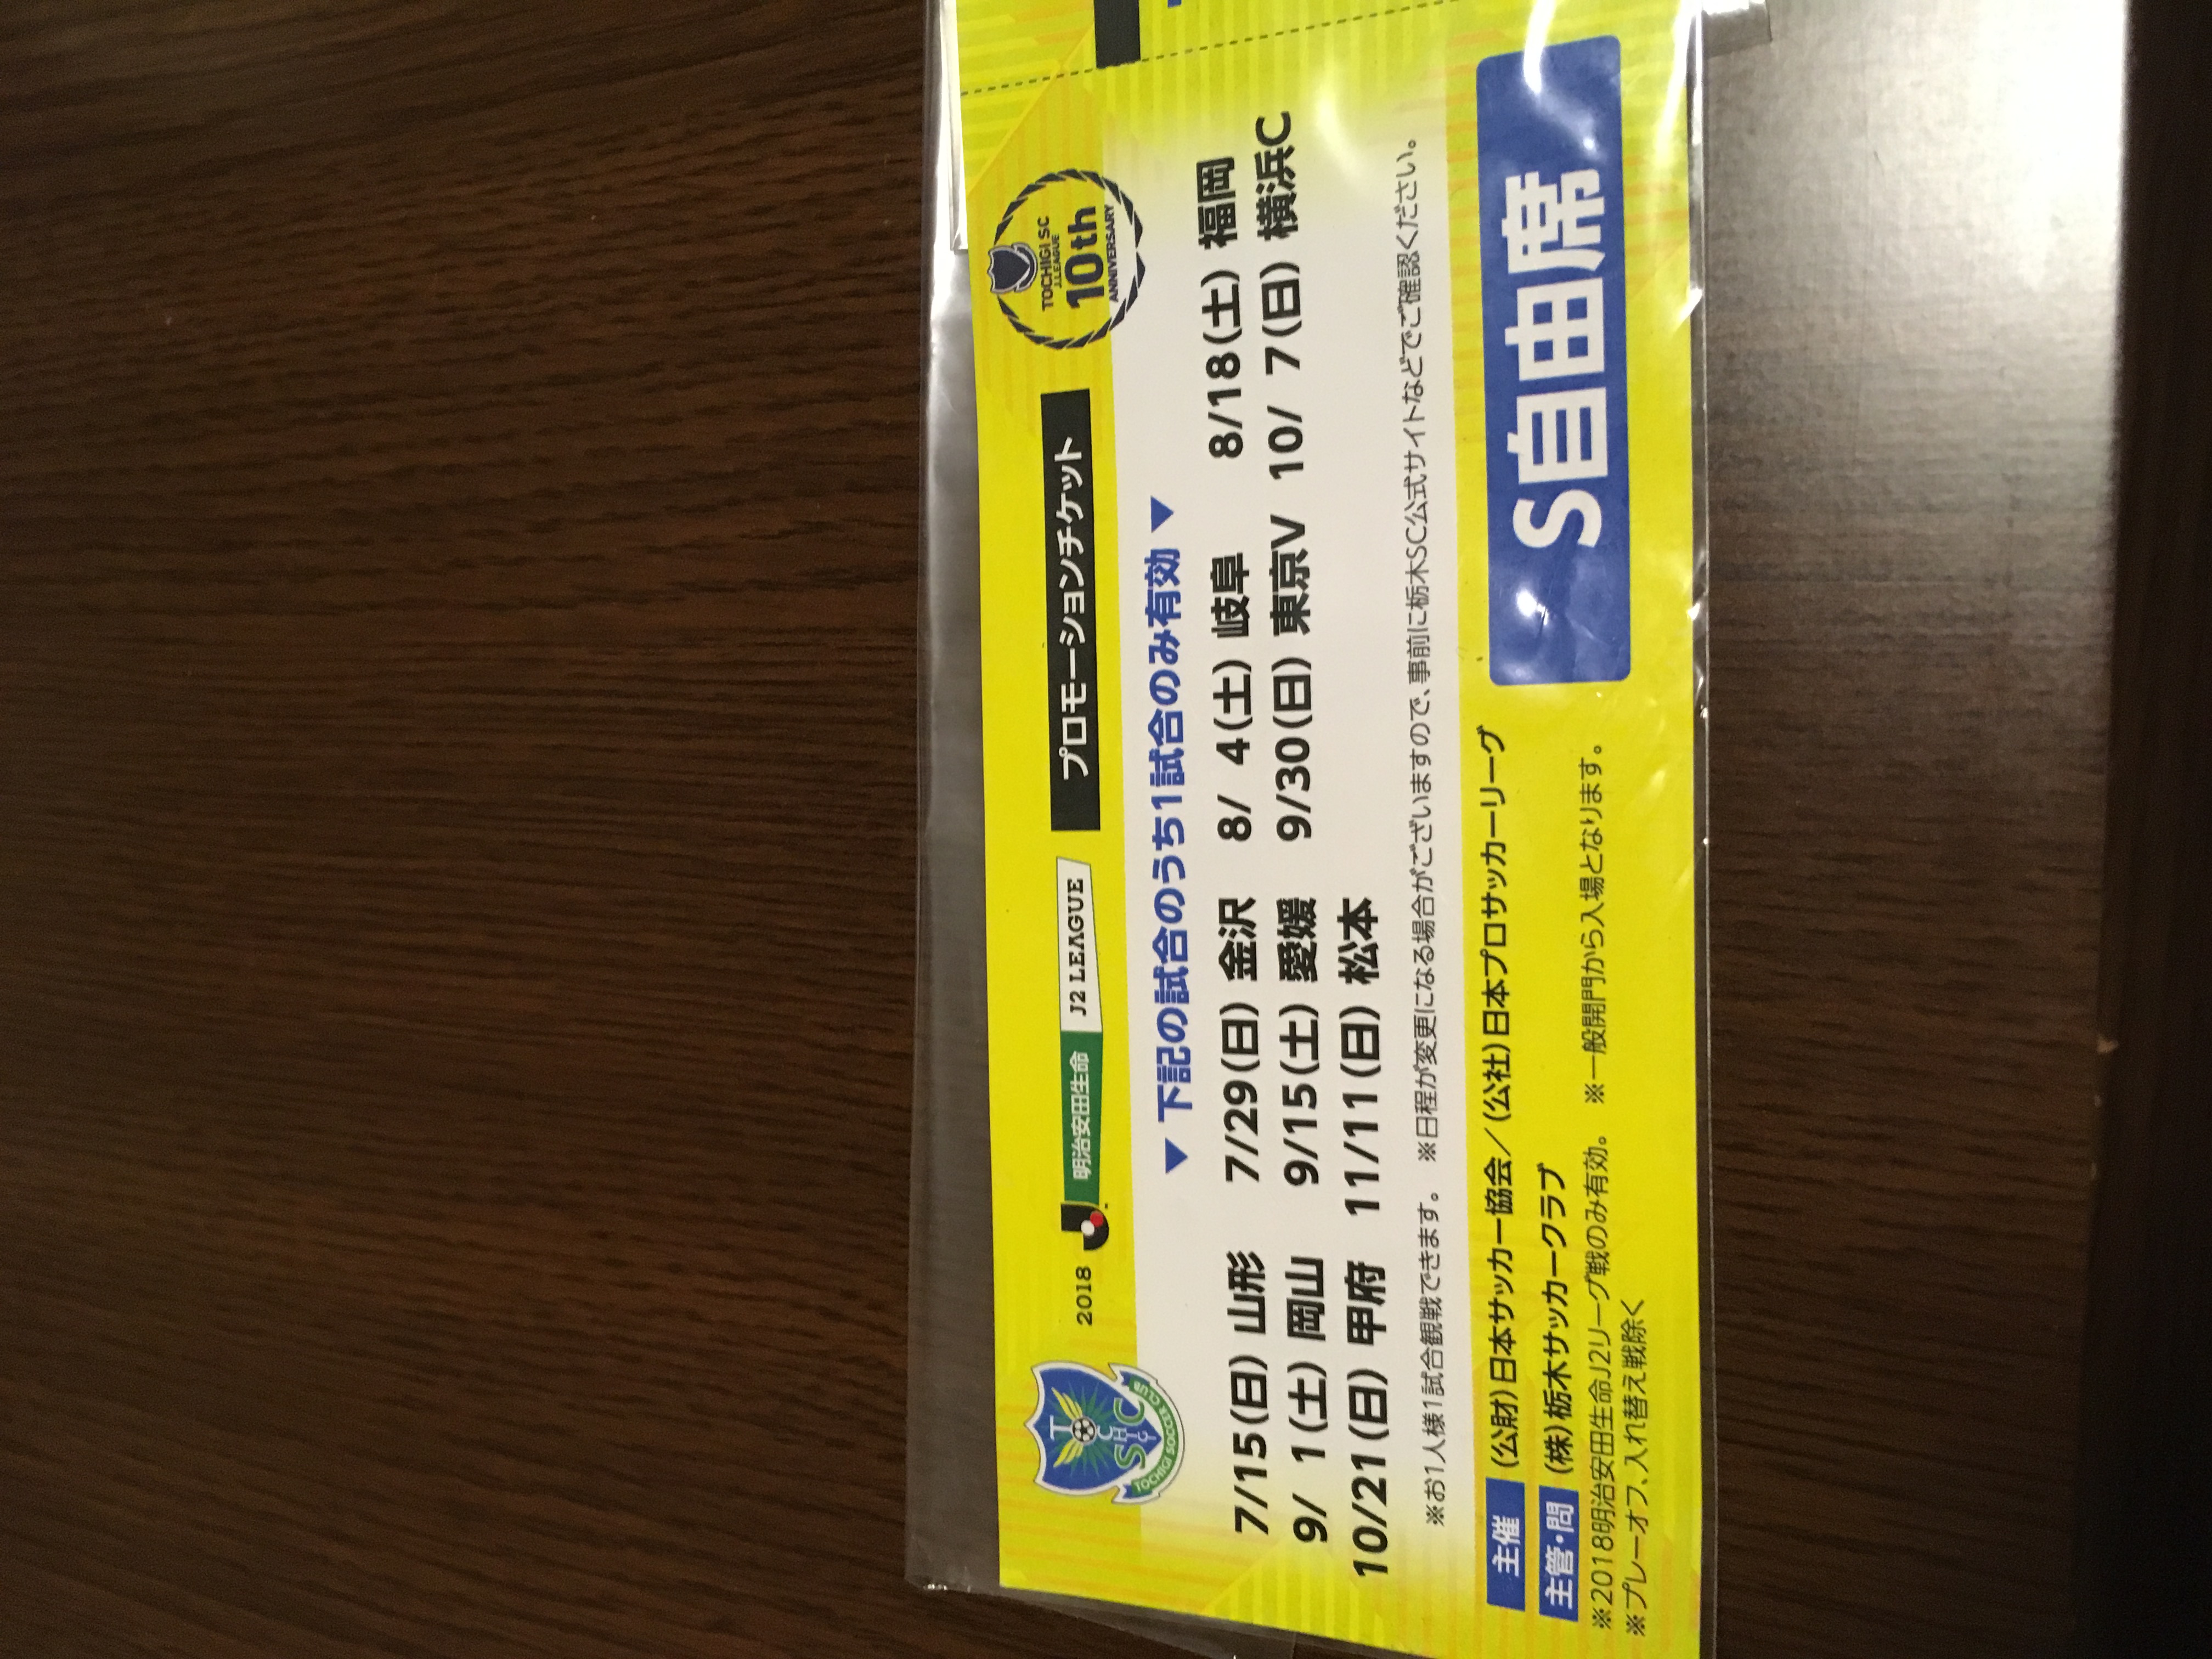 2018 明治安田生命 J2 LEAGUE プロモーションチケット
TOCHIGI SC
J.LEAGUE
10th
ANNIVERSARY
TOCHIGI SOCCER CLUB
▼下記の試合のうち1試合のみ有効▼
7/15(日) 山形 7/29(日) 金沢 8/ 4(土) 岐阜 8/18(土) 福岡
9/ 1(土) 岡山 9/15(土) 愛媛 9/30(日) 東京V 10/ 7(日) 横浜C
10/21(日) 甲府 11/11(日) 松本
※お1人様1試合観戦できます。 ※日程が変更になる場合がございますので、事前に栃木SC公式サイトなどでご確認ください。
主催 (公財)日本サッカー協会/(公社)日本プロサッカーリーグ
主管・問 (株)栃木サッカークラブ
※2018明治安田生命J2リーグ戦のみ有効。 ※一般開門から入場となります。
※プレーオフ、入れ替え戦除く
S自由席